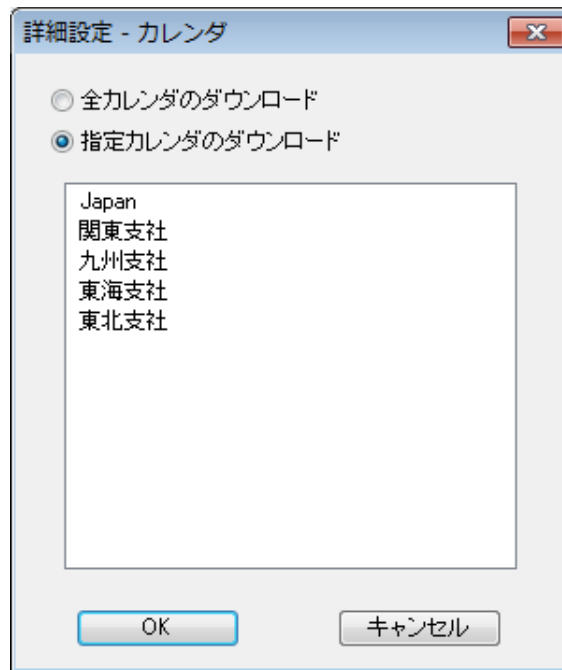 詳細設定 - カレンダ
全カレンダのダウンロード
指定カレンダのダウンロード
Japan
関東支社
九州支社
東海支社
東北支社
OK
キャンセル